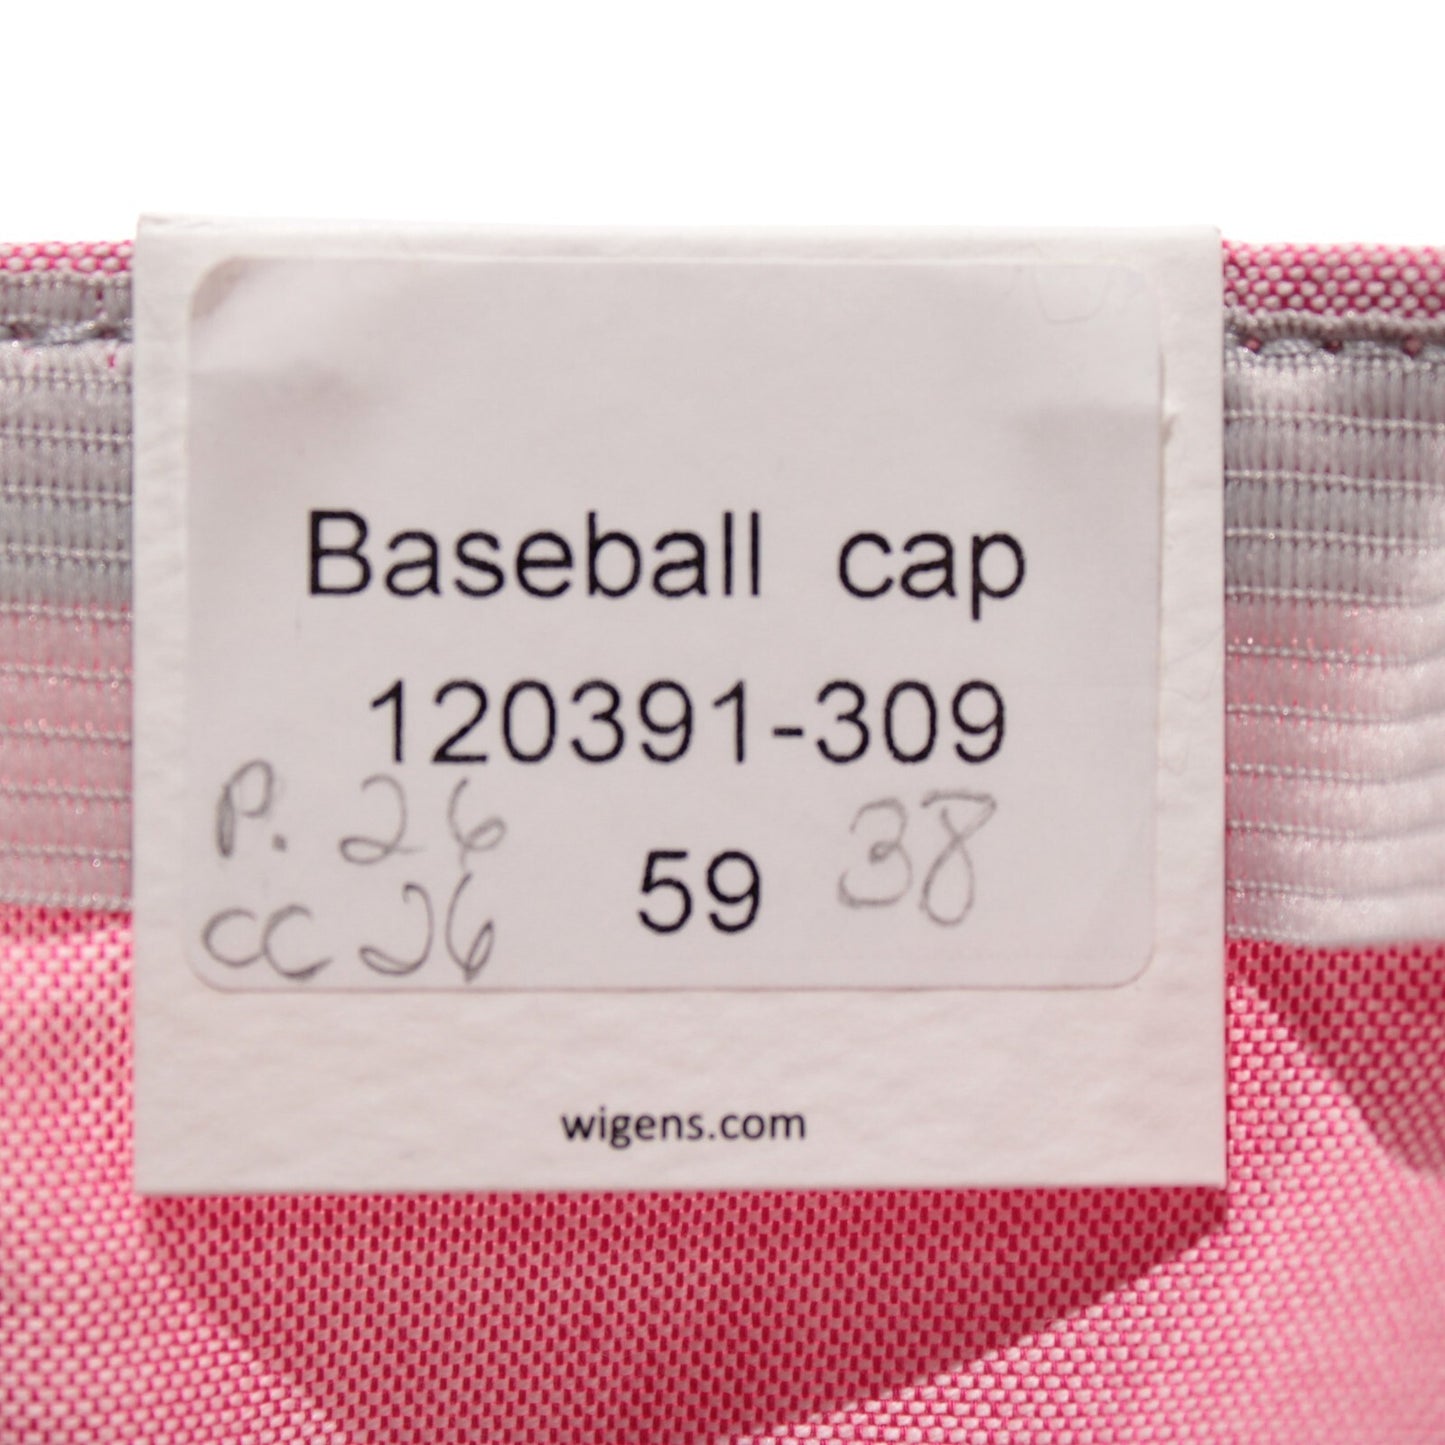 Baseball cap
120391-309
P. 26
59 38
CC 26
wigens.com